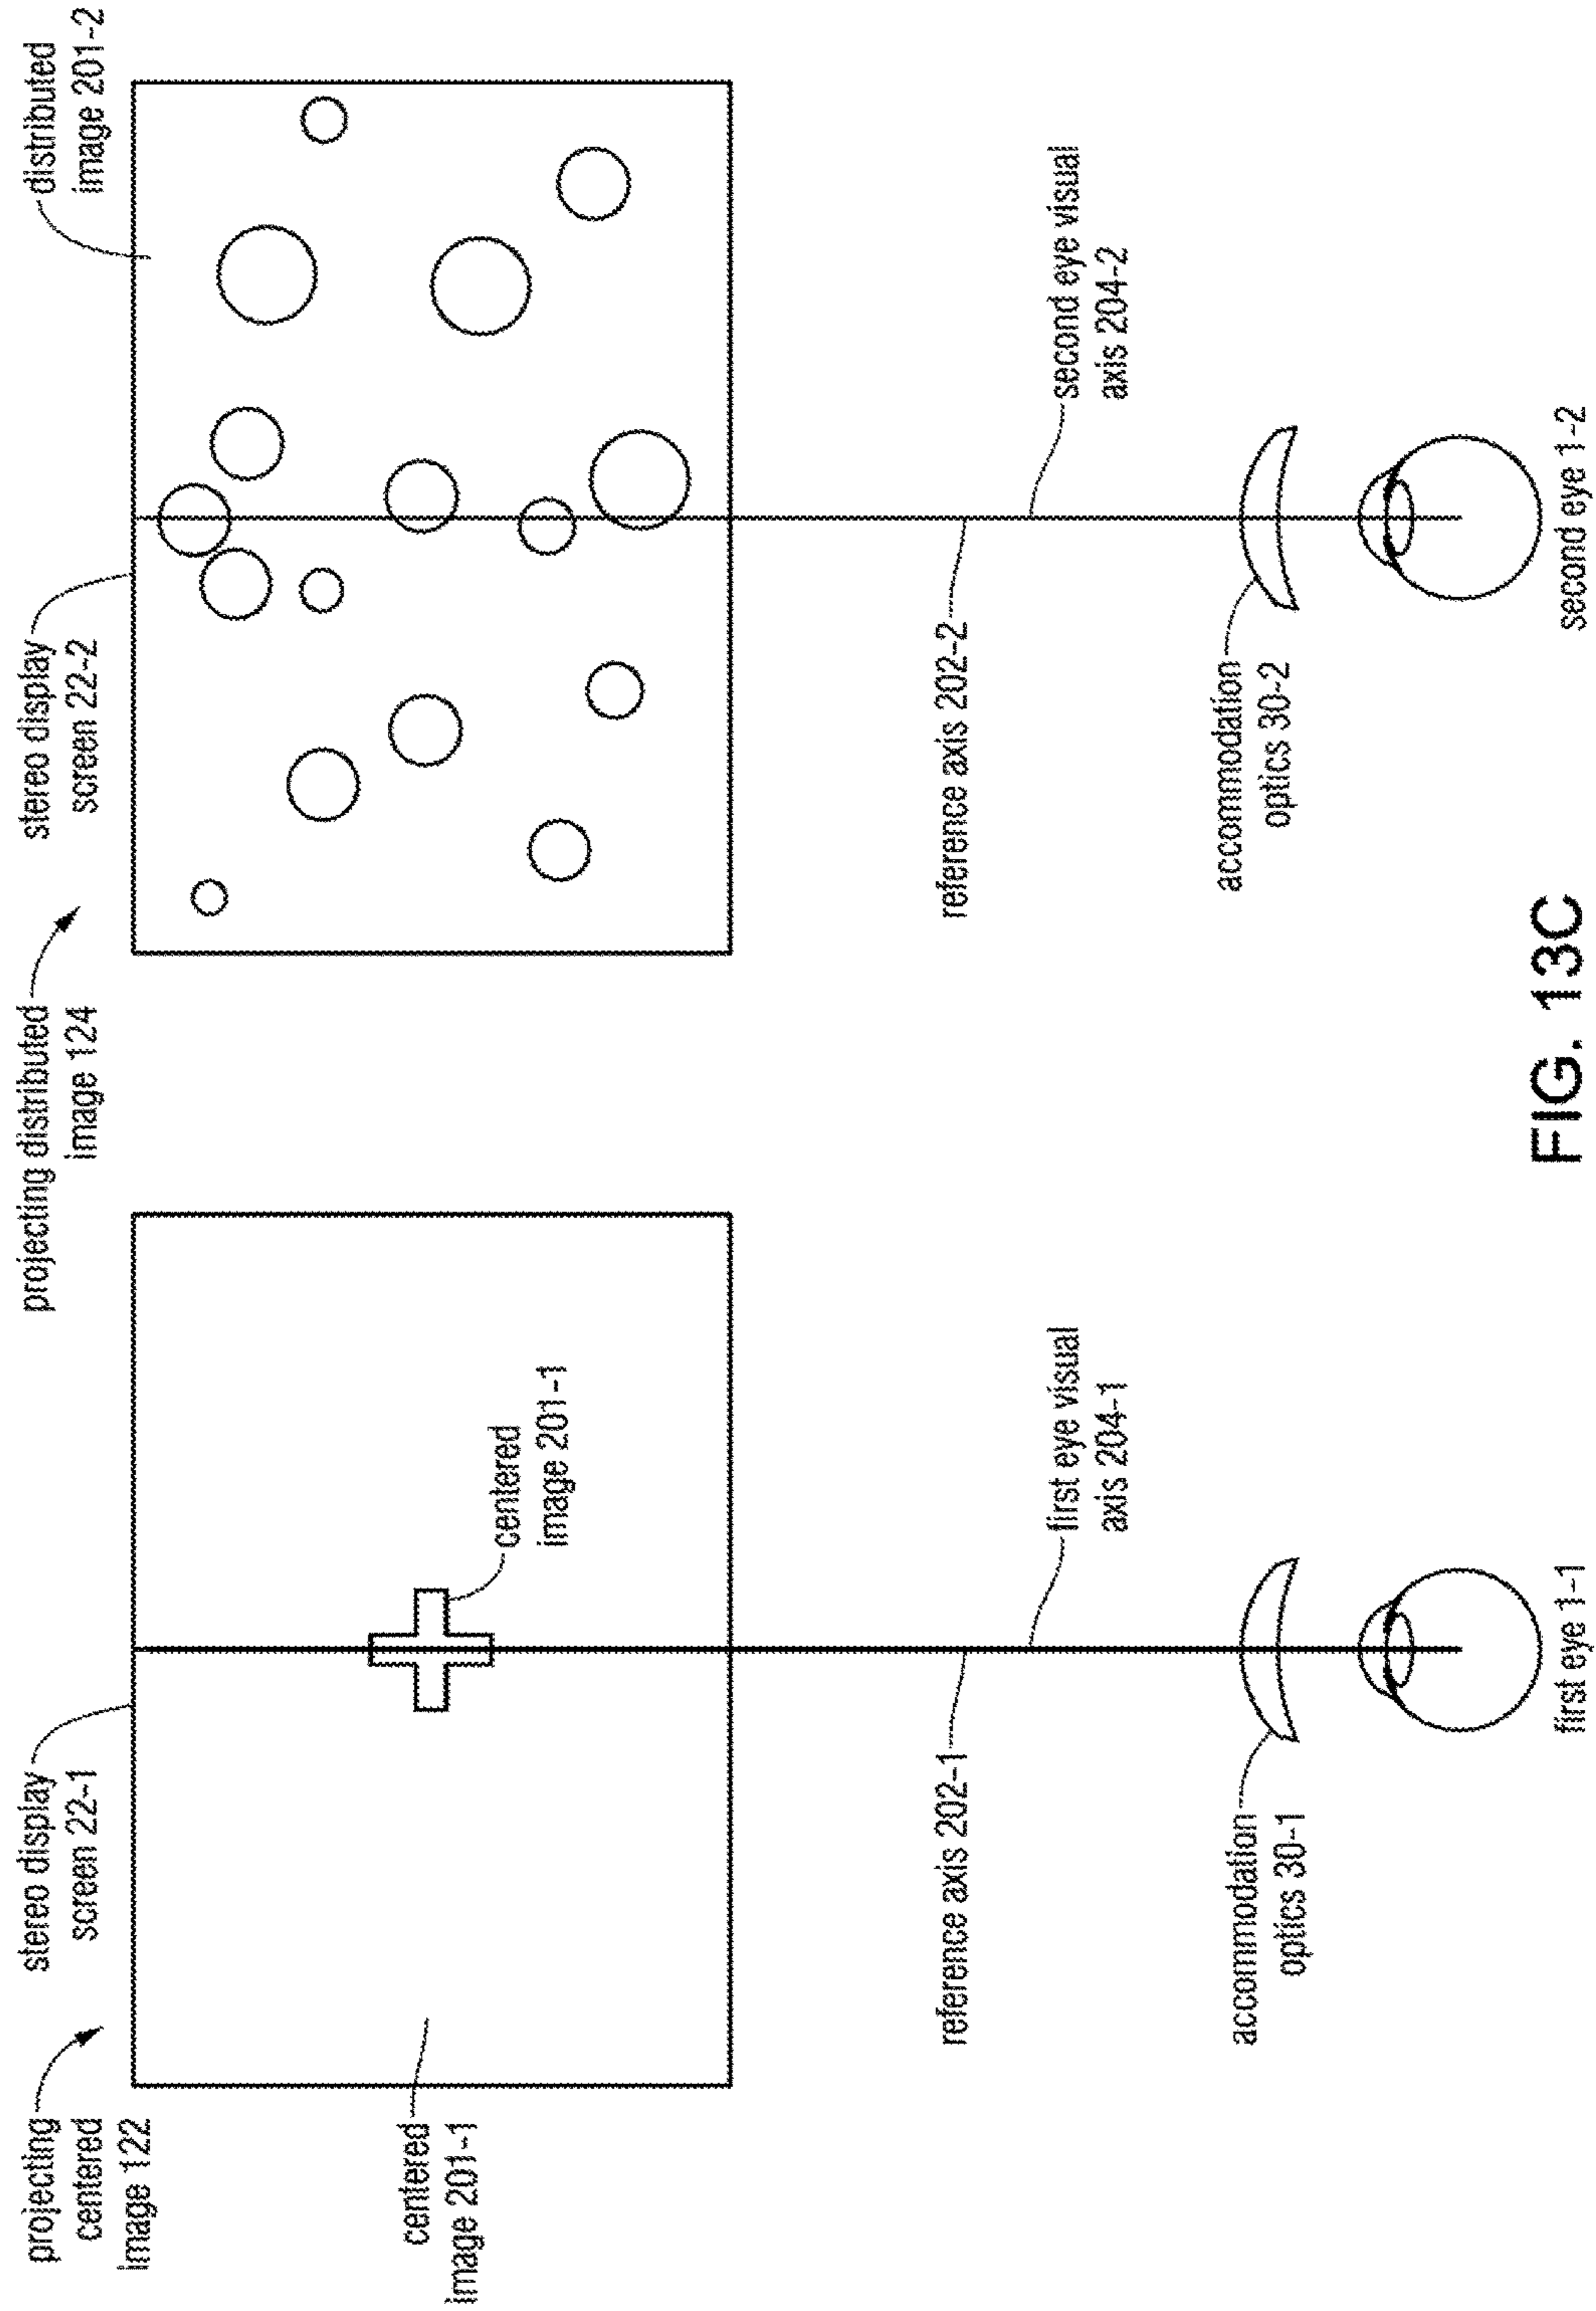 projecting
centered
image 122
stereo display
screen 22-1
projecting distributed
image 124
stereo display
screen 22-2
distributed
image 201-2
centered
image 201-1
centered
image 201-1
reference axis 202-1
first eye visual
axis 204-1
reference axis 202-2
second eye visual
axis 204-2
accommodation
optics 30-1
accommodation
optics 30-2
first eye 1-1
second eye 1-2
FIG. 13C